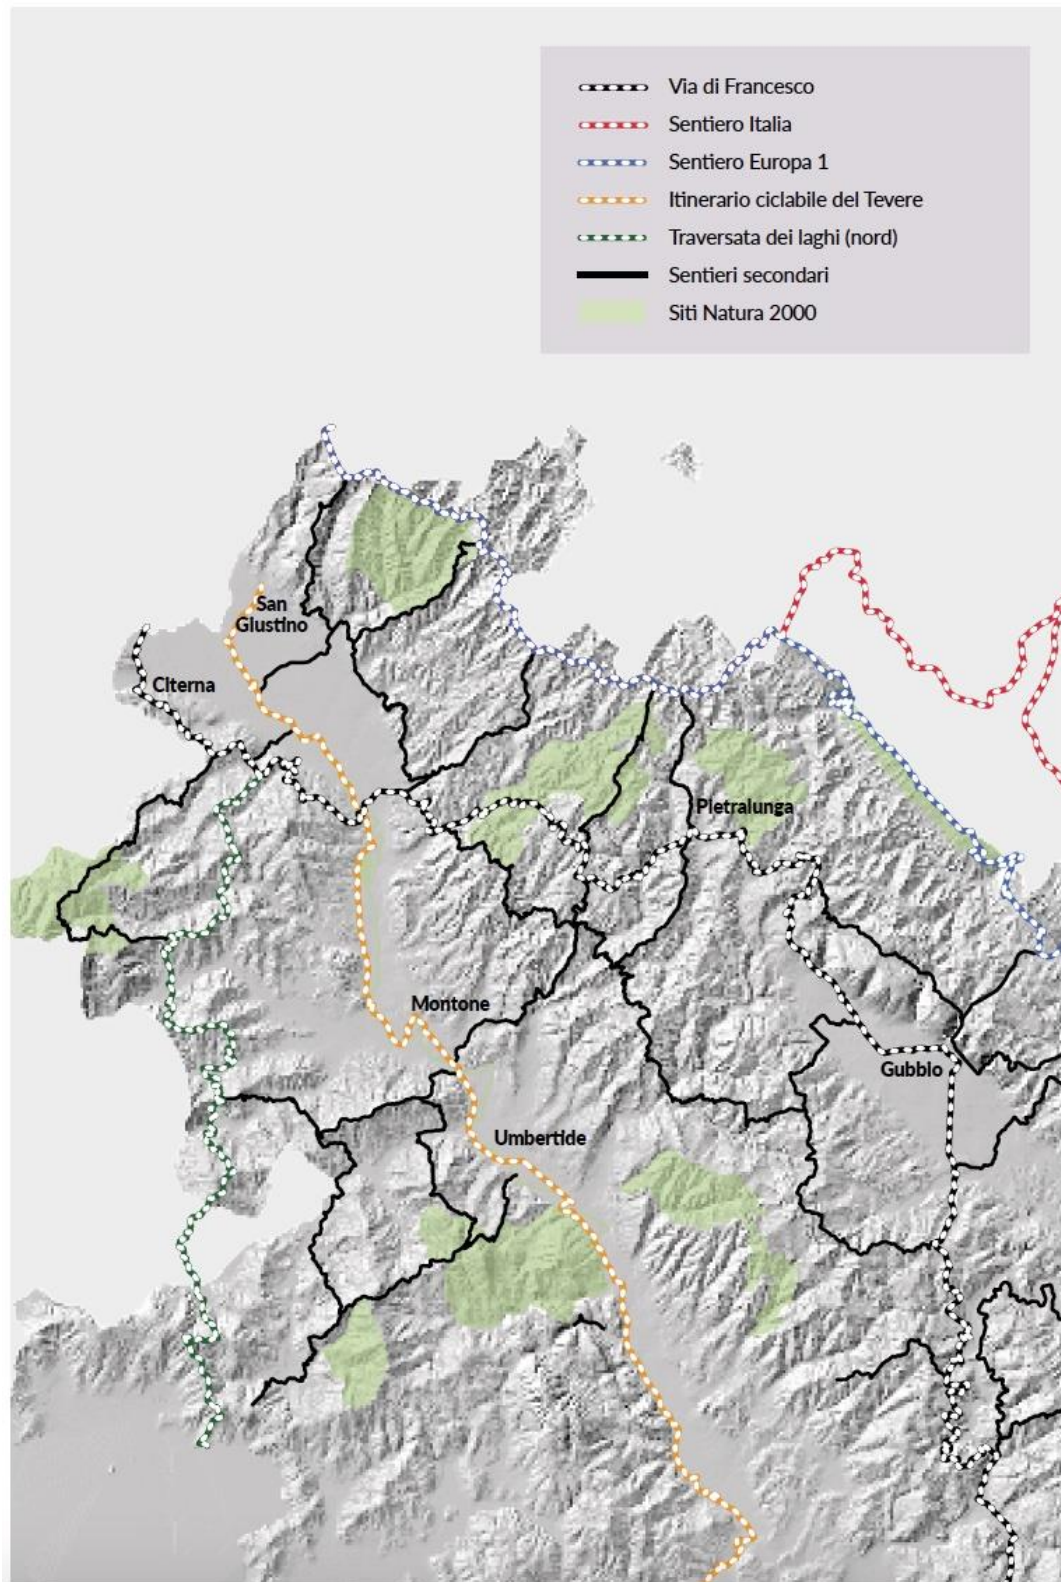 Via di Francesco
Sentiero Italia
Sentiero Europa 1
Itinerario ciclabile del Tevere
Traversata dei laghi (nord)
Sentieri secondari
Siti Natura 2000
San
Giustino
Citerna
Pietralunga
Montone
Gubbio
Umbertide